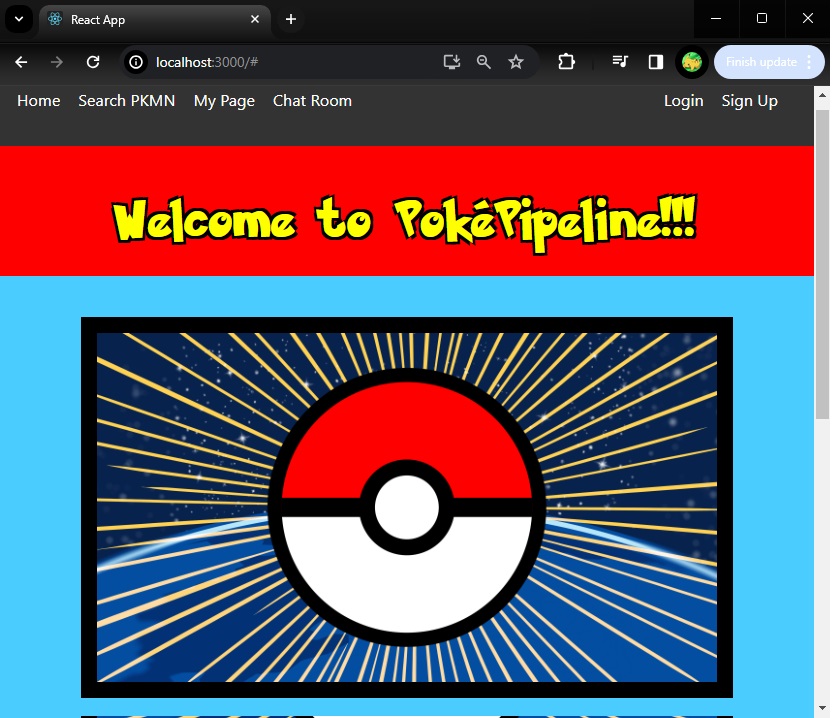 React App
localhost:3000/#
Finish update
Home Search PKMN My Page Chat Room Login Sign Up
Welcome to PokéPipeline!!!